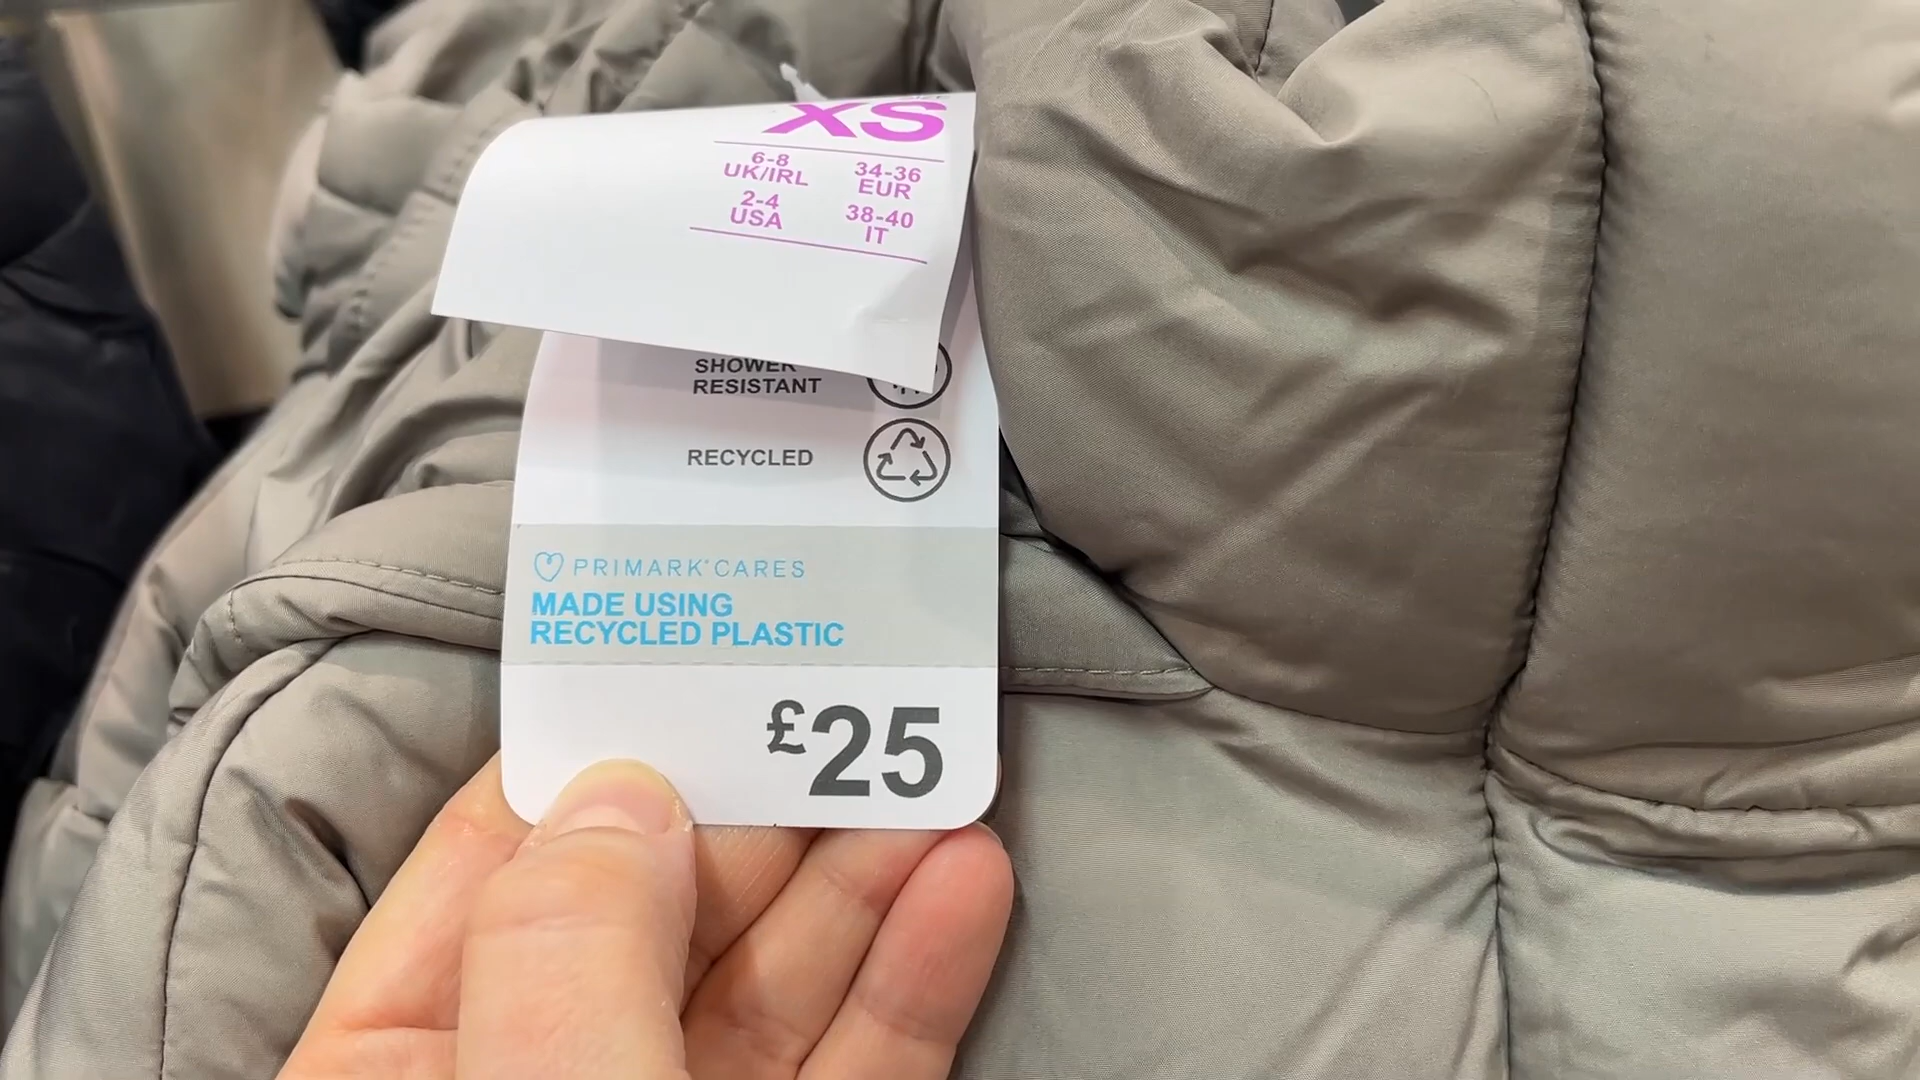 XS
6-8
UK/IRL
34-36
EUR
2-4
USA
38-40
IT
SHOWER
RESISTANT
RECYCLED
PRIMARK® CARES
MADE USING
RECYCLED PLASTIC
£25